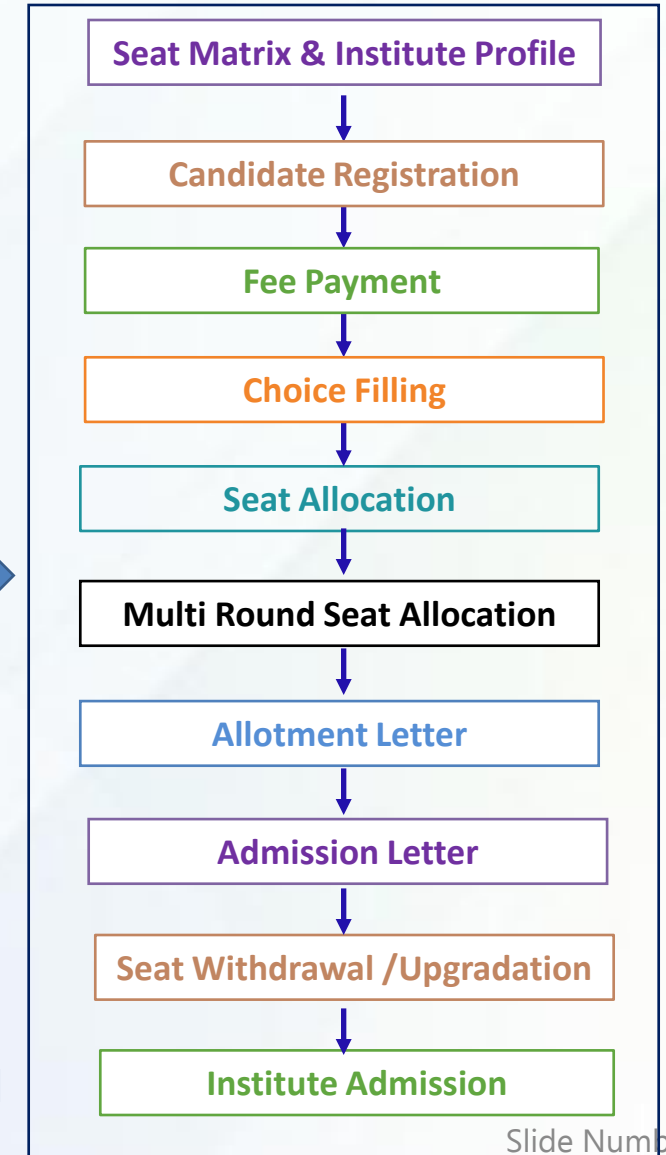 Seat Matrix & Institute Profile
Candidate Registration
Fee Payment
Choice Filling
Seat Allocation
Multi Round Seat Allocation
Allotment Letter
Admission Letter
Seat Withdrawal /Upgradation
Institute Admission
Slide Numb